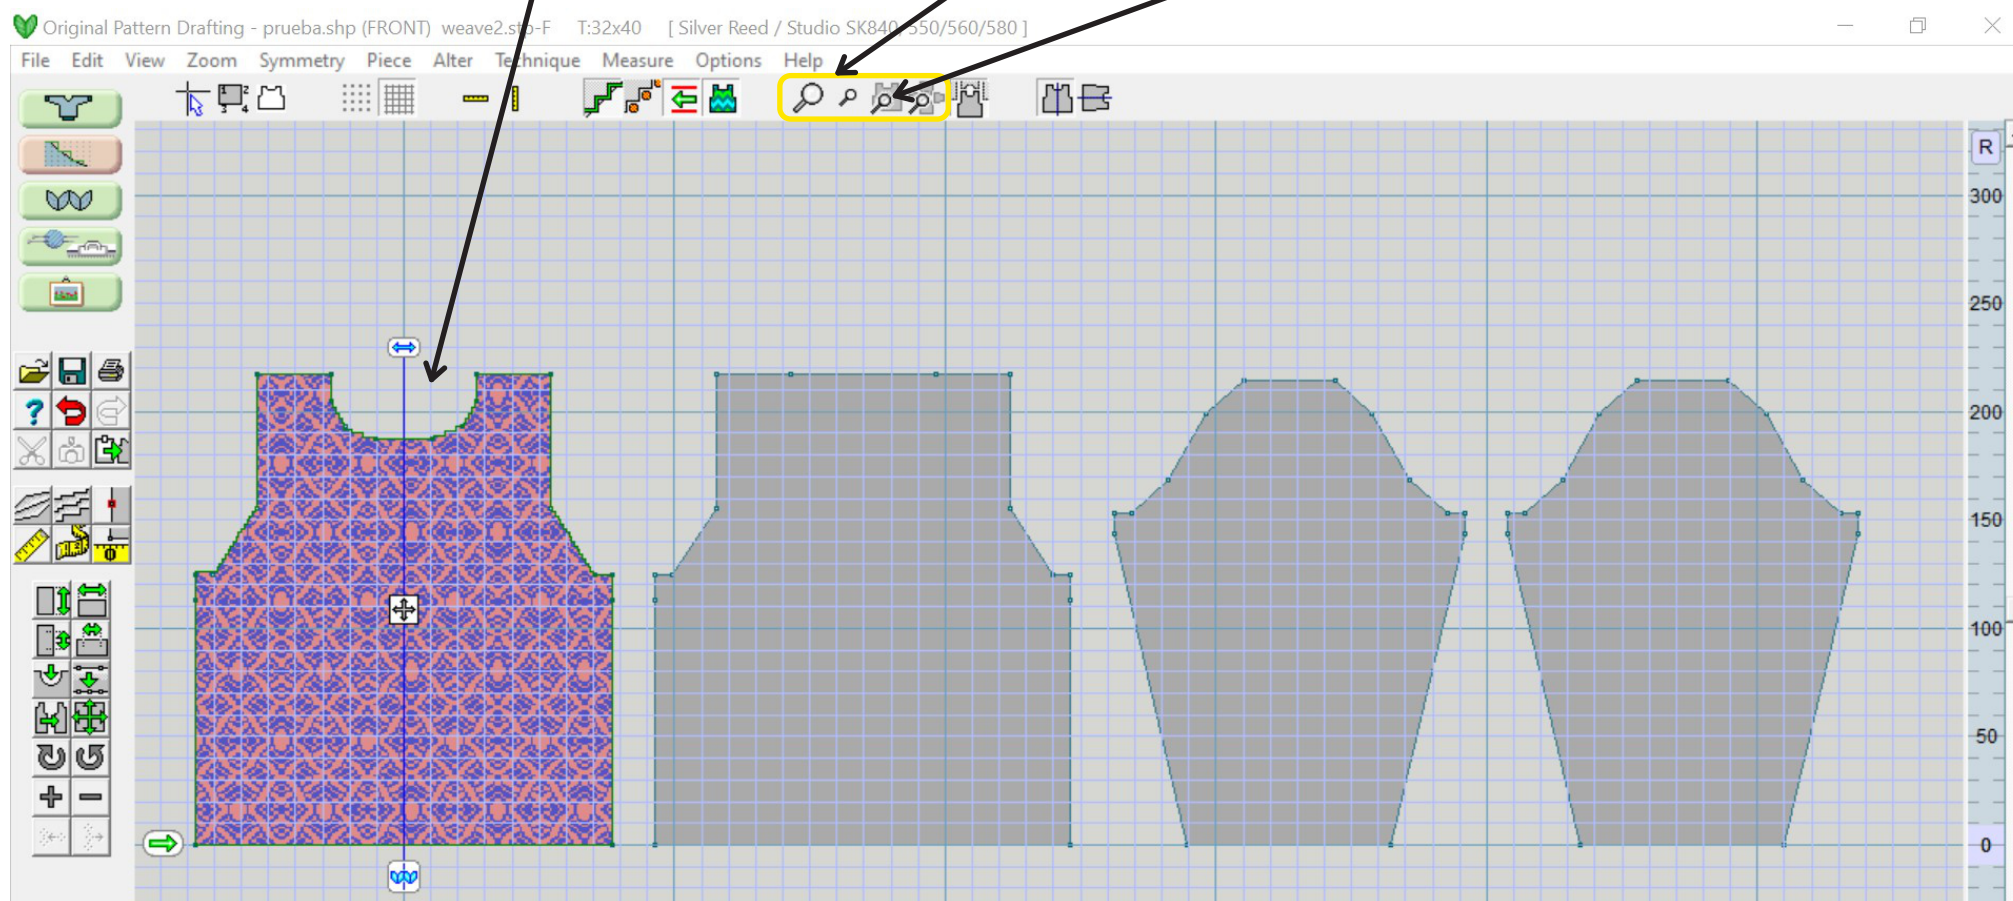 Original Pattern Drafting - prueba.shp (FRONT) weave2.stp-F T:32x40 [ Silver Reed / Studio SK840/550/560/580 ]
File Edit View Zoom Symmetry Piece Alter Technique Measure Options Help
R
300
250
200
150
100
50
0